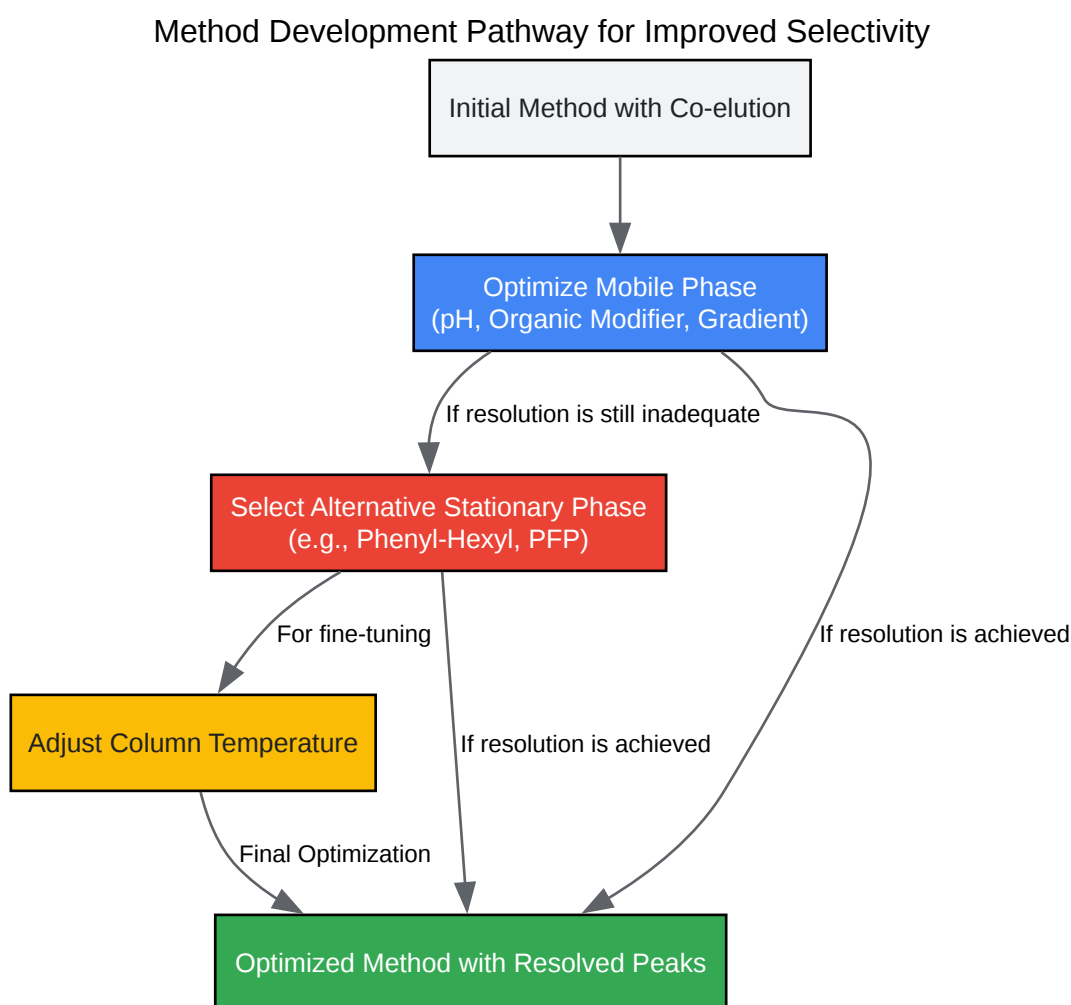 Method Development Pathway for Improved Selectivity
Initial Method with Co-elution
Optimize Mobile Phase
(pH, Organic Modifier, Gradient)
If resolution is still inadequate
Select Alternative Stationary Phase
(e.g., Phenyl-Hexyl, PFP)
For fine-tuning
If resolution is achieved
Adjust Column Temperature
If resolution is achieved
Final Optimization
Optimized Method with Resolved Peaks